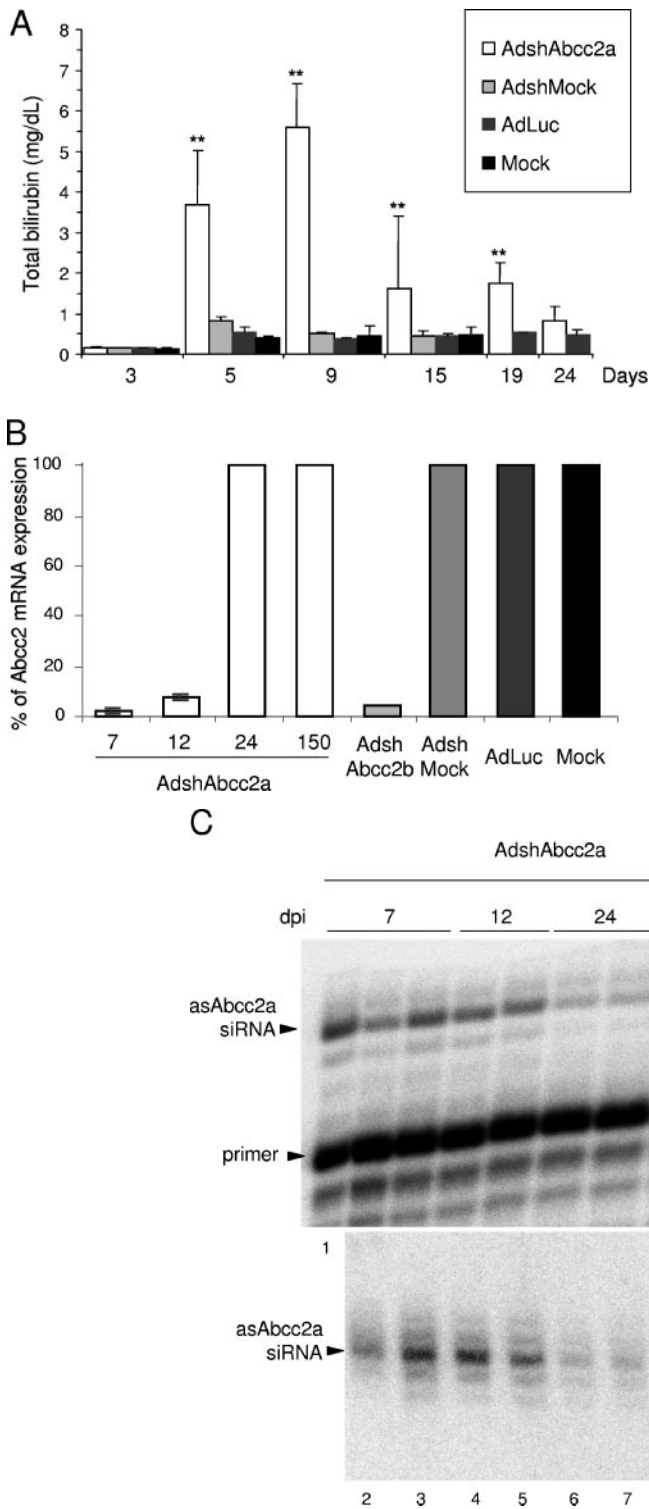 A
8
7
6
5
4
3
2
1
0
Total bilirubin (mg/dL)
**
**
**
**
AdshAbcc2a
AdshMock
AdLuc
Mock
3 5 9 15 19 24 Days
B
100
80
60
40
20
0
% of Abcc2 mRNA expression
7 12 24 150
AdshAbcc2a
Adsh
Abcc2b
Adsh
Mock
AdLuc
Mock
C
AdshAbcc2a
dpi 7 12 24
asAbcc2a
siRNA
primer
1
asAbcc2a
siRNA
2 3 4 5 6 7